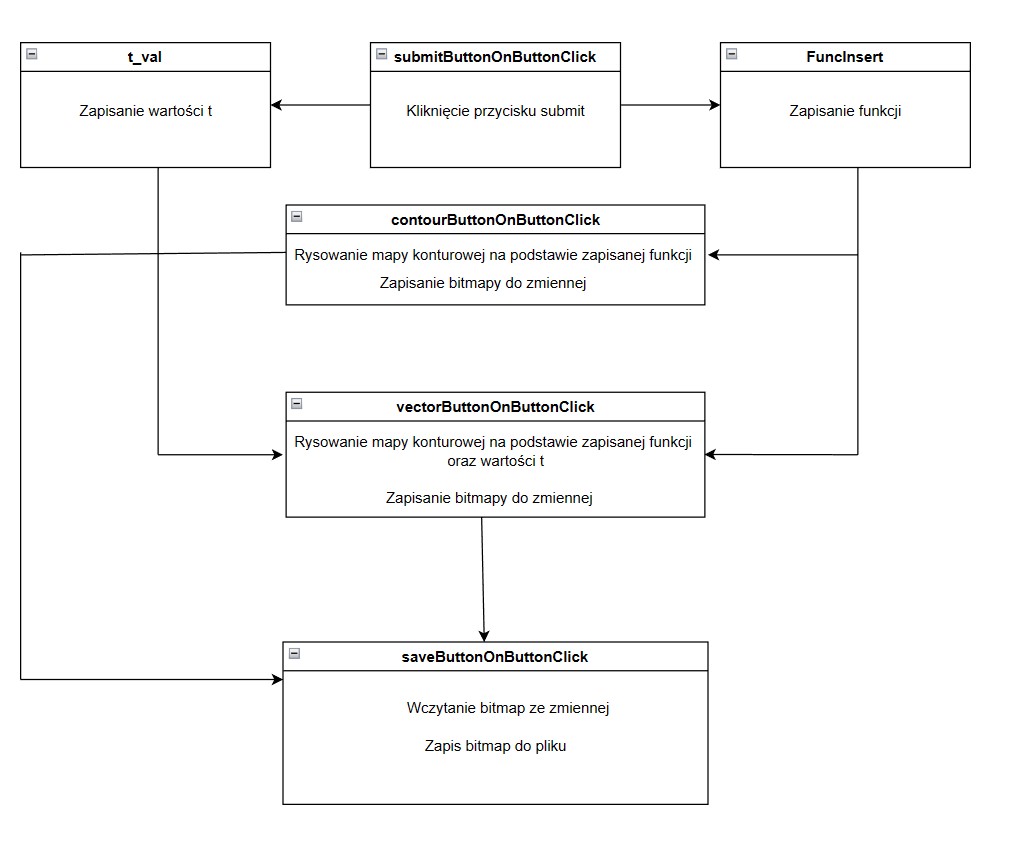 t_val
Zapisanie wartości t
submitButtonOnButtonClick
Kliknięcie przycisku submit
FuncInsert
Zapisanie funkcji
contourButtonOnButtonClick
Rysowanie mapy konturowej na podstawie zapisanej funkcji
Zapisanie bitmapy do zmiennej
vectorButtonOnButtonClick
Rysowanie mapy konturowej na podstawie zapisanej funkcji
oraz wartości t
Zapisanie bitmapy do zmiennej
saveButtonOnButtonClick
Wczytanie bitmap ze zmiennej
Zapis bitmap do pliku